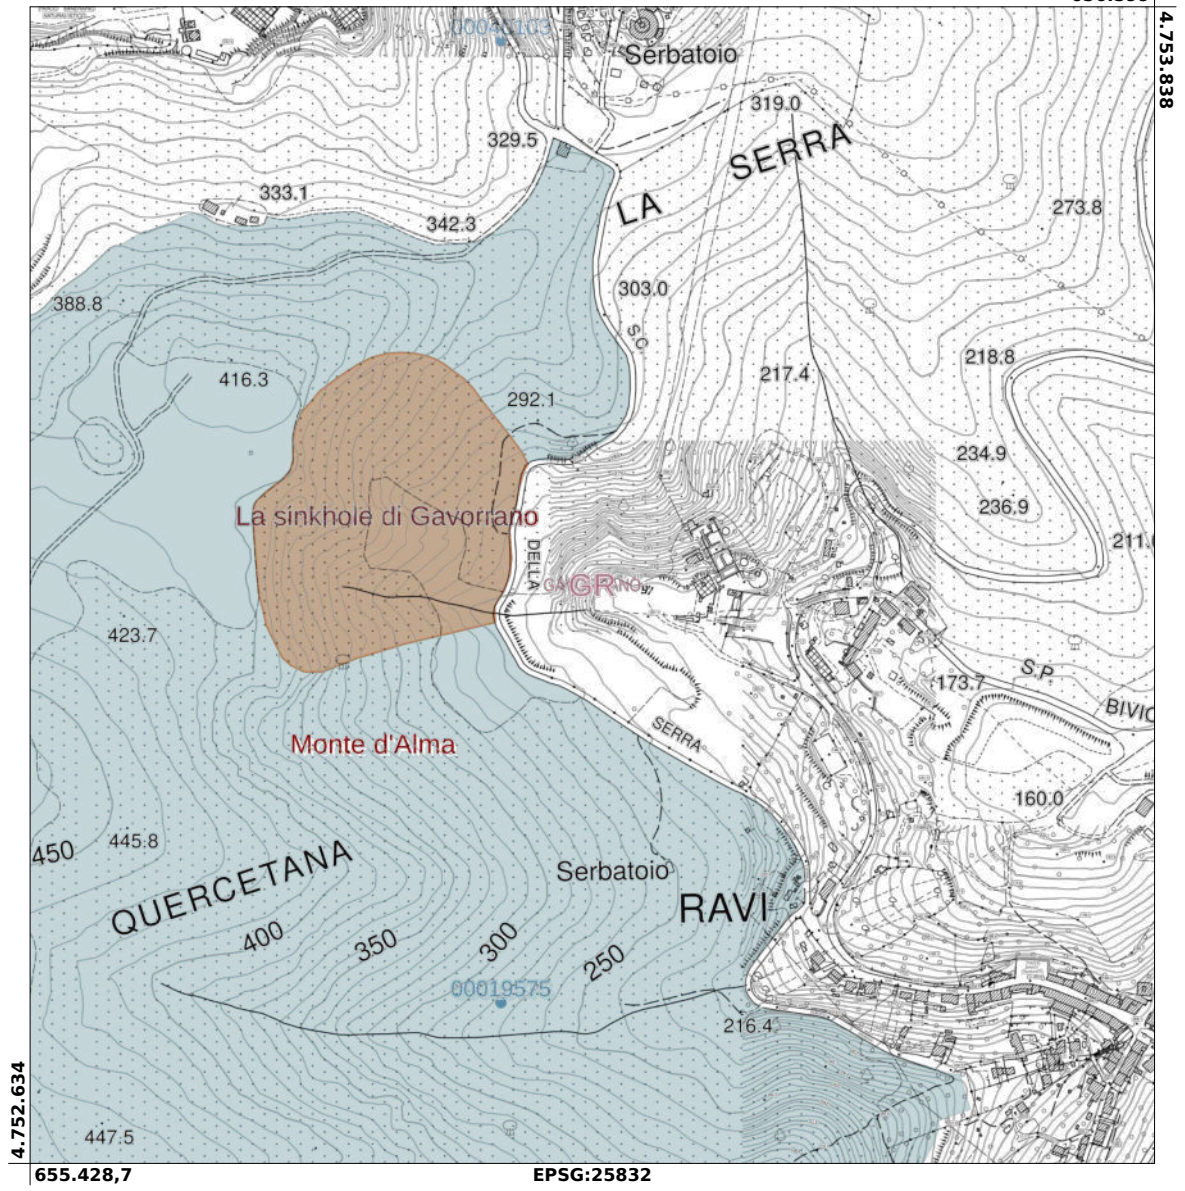 4.753.838
00040103
Serbatoio
319.0
329.5
LA SERRA
333.1
342.3
273.8
388.8
303.0
S.C.
218.8
416.3
217.4
292.1
234.9
236.9
La sinkhole di Gavorrano
DELLA
GR
423.7
S.P.
173.7
BIVIO
SERRA
Monte d'Alma
160.0
450
445.8
QUERCETANA
Serbatoio
RAVI
400
350
300
250
00019575
216.4
4.752.634
447.5
655.428,7
EPSG:25832